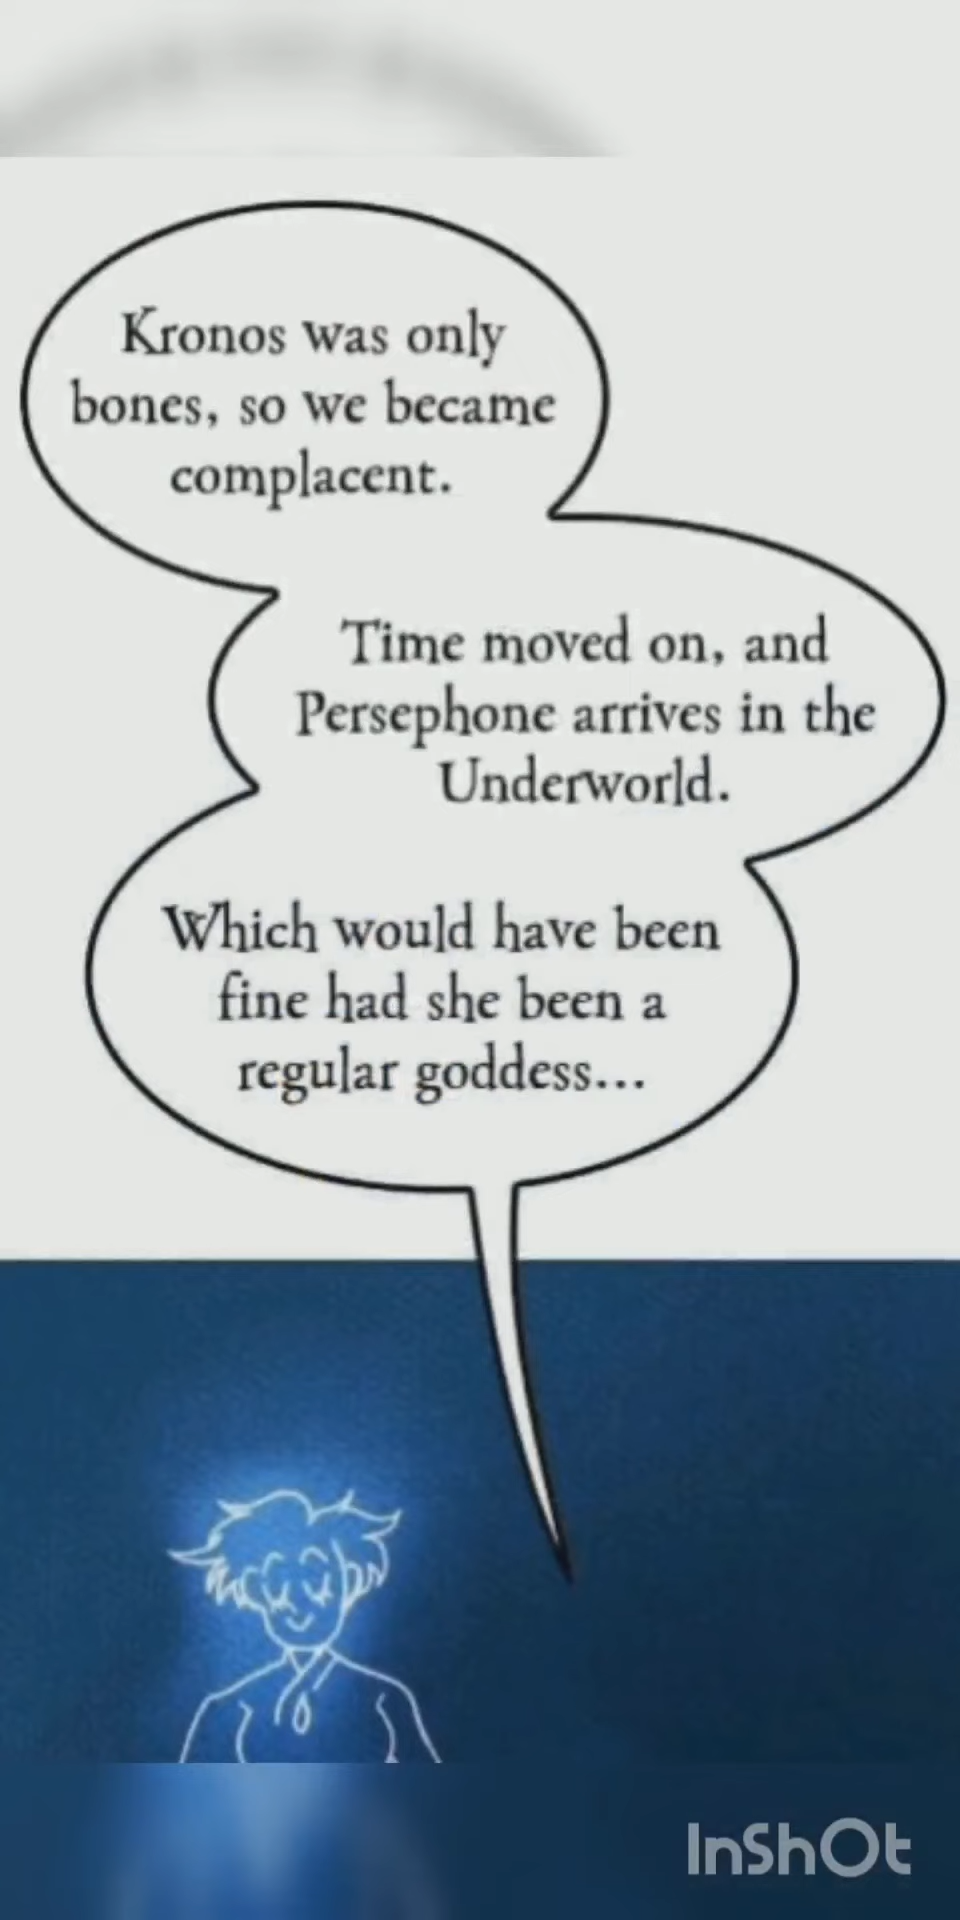 Kronos was only
bones, so we became
complacent.
Time moved on, and
Persephone arrives in the
Underworld.
Which would have been
fine had she been a
regular goddess...
InShOt